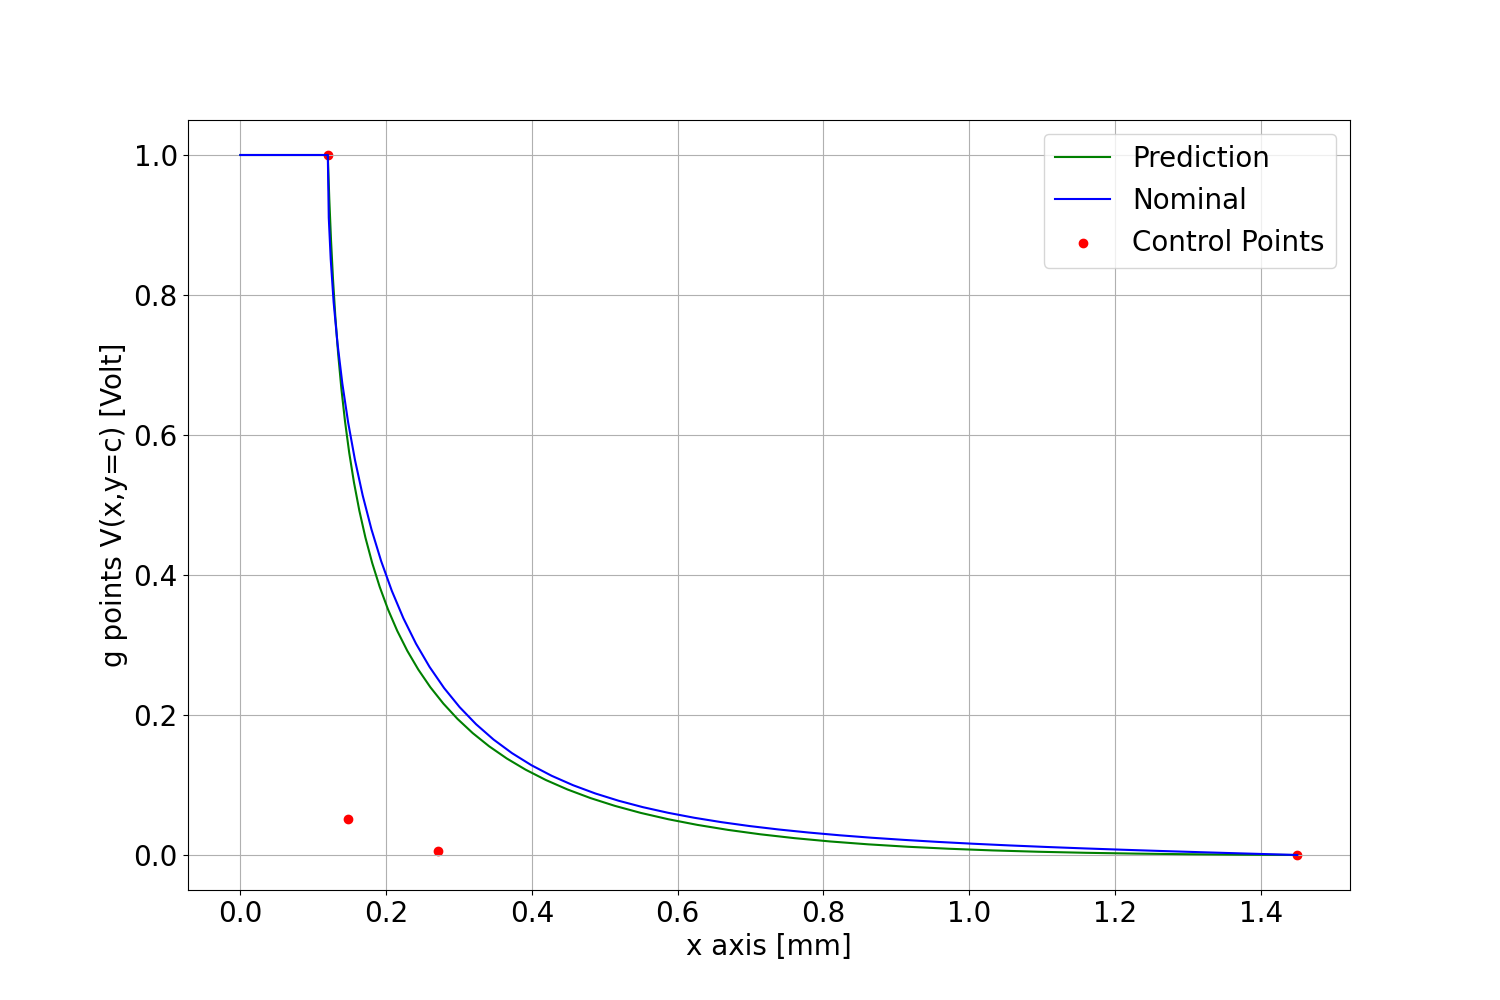 Prediction
Nominal
Control Points
g points V(x,y=c) [Volt]
1.0
0.8
0.6
0.4
0.2
0.0
0.0 0.2 0.4 0.6 0.8 1.0 1.2 1.4
x axis [mm]